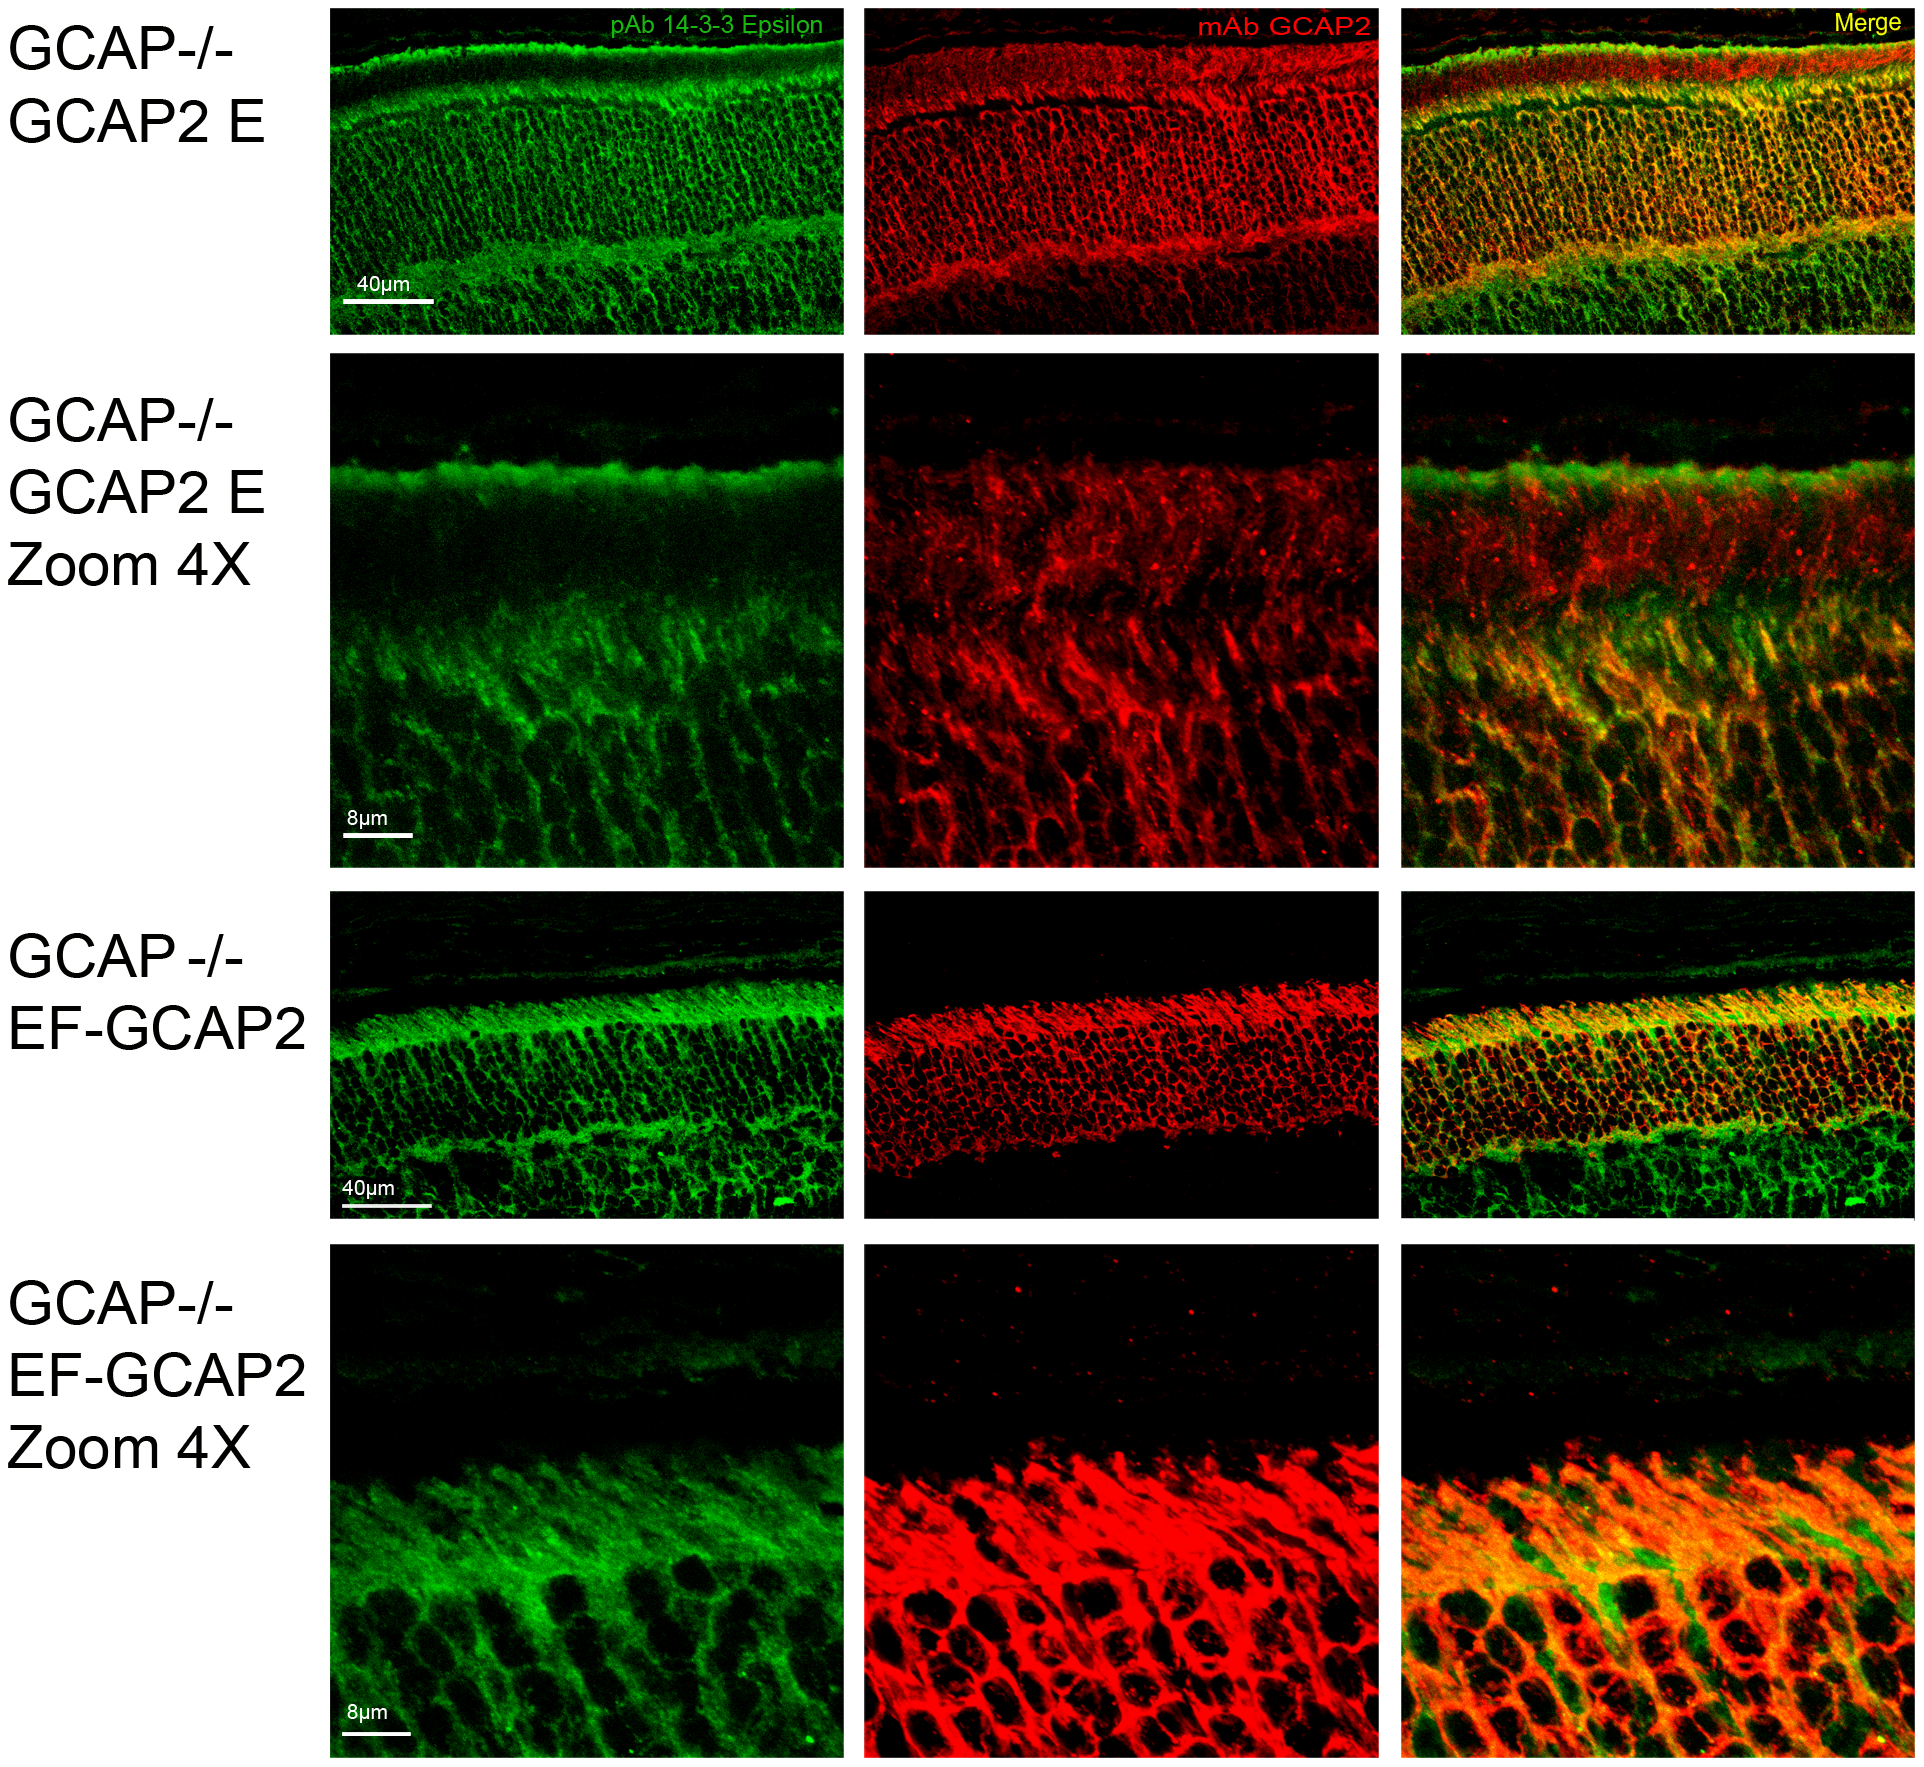 GCAP-/-
GCAP2 E
pAb 14-3-3 Epsilon
mAb GCAP2
Merge
40µm
GCAP-/-
GCAP2 E
Zoom 4X
8µm
GCAP -/-
EF-GCAP2
40µm
GCAP-/-
EF-GCAP2
Zoom 4X
8µm